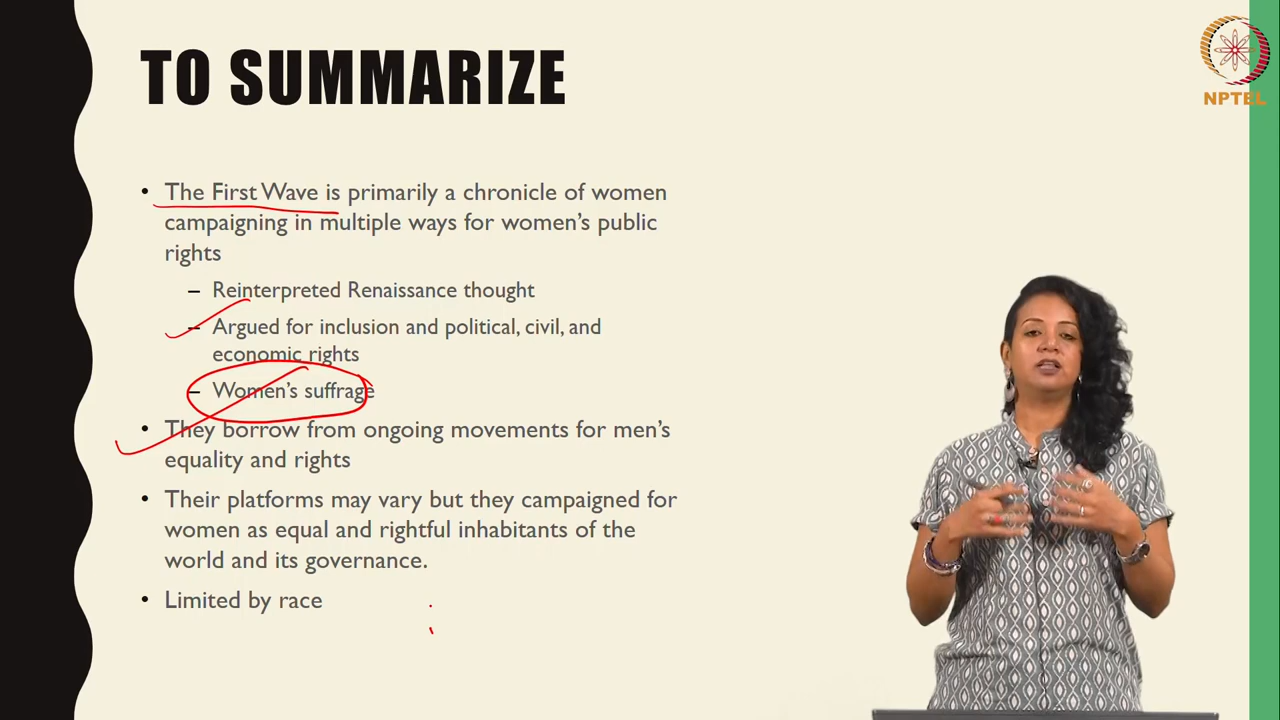 TO SUMMARIZE
NPTEL
• The First Wave is primarily a chronicle of women
campaigning in multiple ways for women's public
rights
– Reinterpreted Renaissance thought
– Argued for inclusion and political, civil, and
economic rights
– Women's suffrage
• They borrow from ongoing movements for men's
equality and rights
• Their platforms may vary but they campaigned for
women as equal and rightful inhabitants of the
world and its governance.
• Limited by race